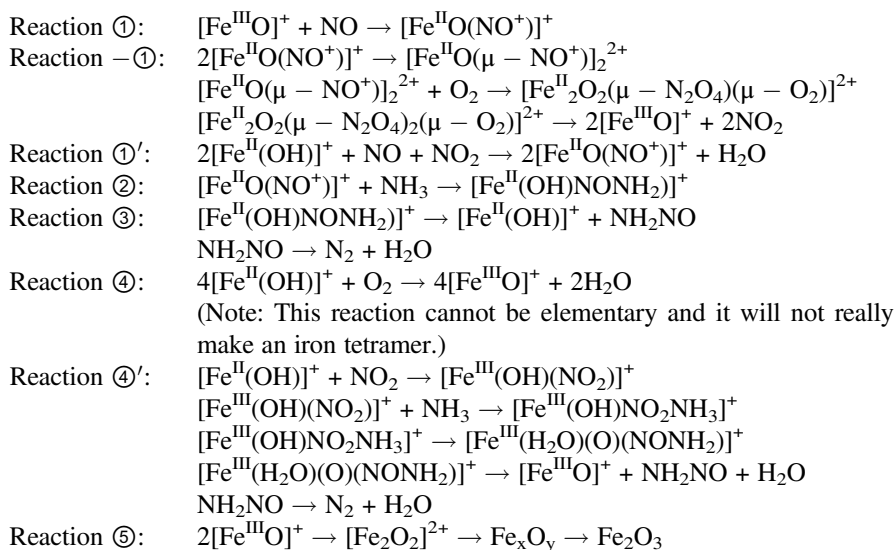 Reaction ①: [Fe^III O]^+ + NO → [Fe^II O(NO^+)]^+
Reaction −①: 2[Fe^II O(NO^+)]^+ → [Fe^II O(μ − NO^+)]_2^2+
[Fe^II O(μ − NO^+)]_2^2+ + O_2 → [Fe^II_2 O_2(μ − N_2O_4)(μ − O_2)]^2+
[Fe^II_2 O_2(μ − N_2O_4)_2(μ − O_2)]^2+ → 2[Fe^III O]^+ + 2NO_2
Reaction ①′: 2[Fe^II(OH)]^+ + NO + NO_2 → 2[Fe^II O(NO^+)]^+ + H_2O
Reaction ②: [Fe^II O(NO^+)]^+ + NH_3 → [Fe^II(OH)NONH_2)]^+
Reaction ③: [Fe^II(OH)NONH_2)]^+ → [Fe^II(OH)]^+ + NH_2NO
NH_2NO → N_2 + H_2O
Reaction ④: 4[Fe^II(OH)]^+ + O_2 → 4[Fe^III O]^+ + 2H_2O
(Note: This reaction cannot be elementary and it will not really
make an iron tetramer.)
Reaction ④′: [Fe^II(OH)]^+ + NO_2 → [Fe^III(OH)(NO_2)]^+
[Fe^III(OH)(NO_2)]^+ + NH_3 → [Fe^III(OH)NO_2NH_3]^+
[Fe^III(OH)NO_2NH_3]^+ → [Fe^III(H_2O)(O)(NONH_2)]^+
[Fe^III(H_2O)(O)(NONH_2)]^+ → [Fe^III O]^+ + NH_2NO + H_2O
NH_2NO → N_2 + H_2O
Reaction ⑤: 2[Fe^III O]^+ → [Fe_2O_2]^2+ → Fe_xO_y → Fe_2O_3